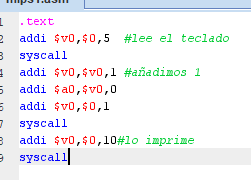 mips1.asm
1 .text
2 addi $v0,$0,5 #lee el teclado
3 syscall
4 addi $v0,$v0,1 #añadimos 1
5 addi $a0,$v0,0
6 addi $v0,$0,1
7 syscall
8 addi $v0,$0,10#lo imprime
9 syscall